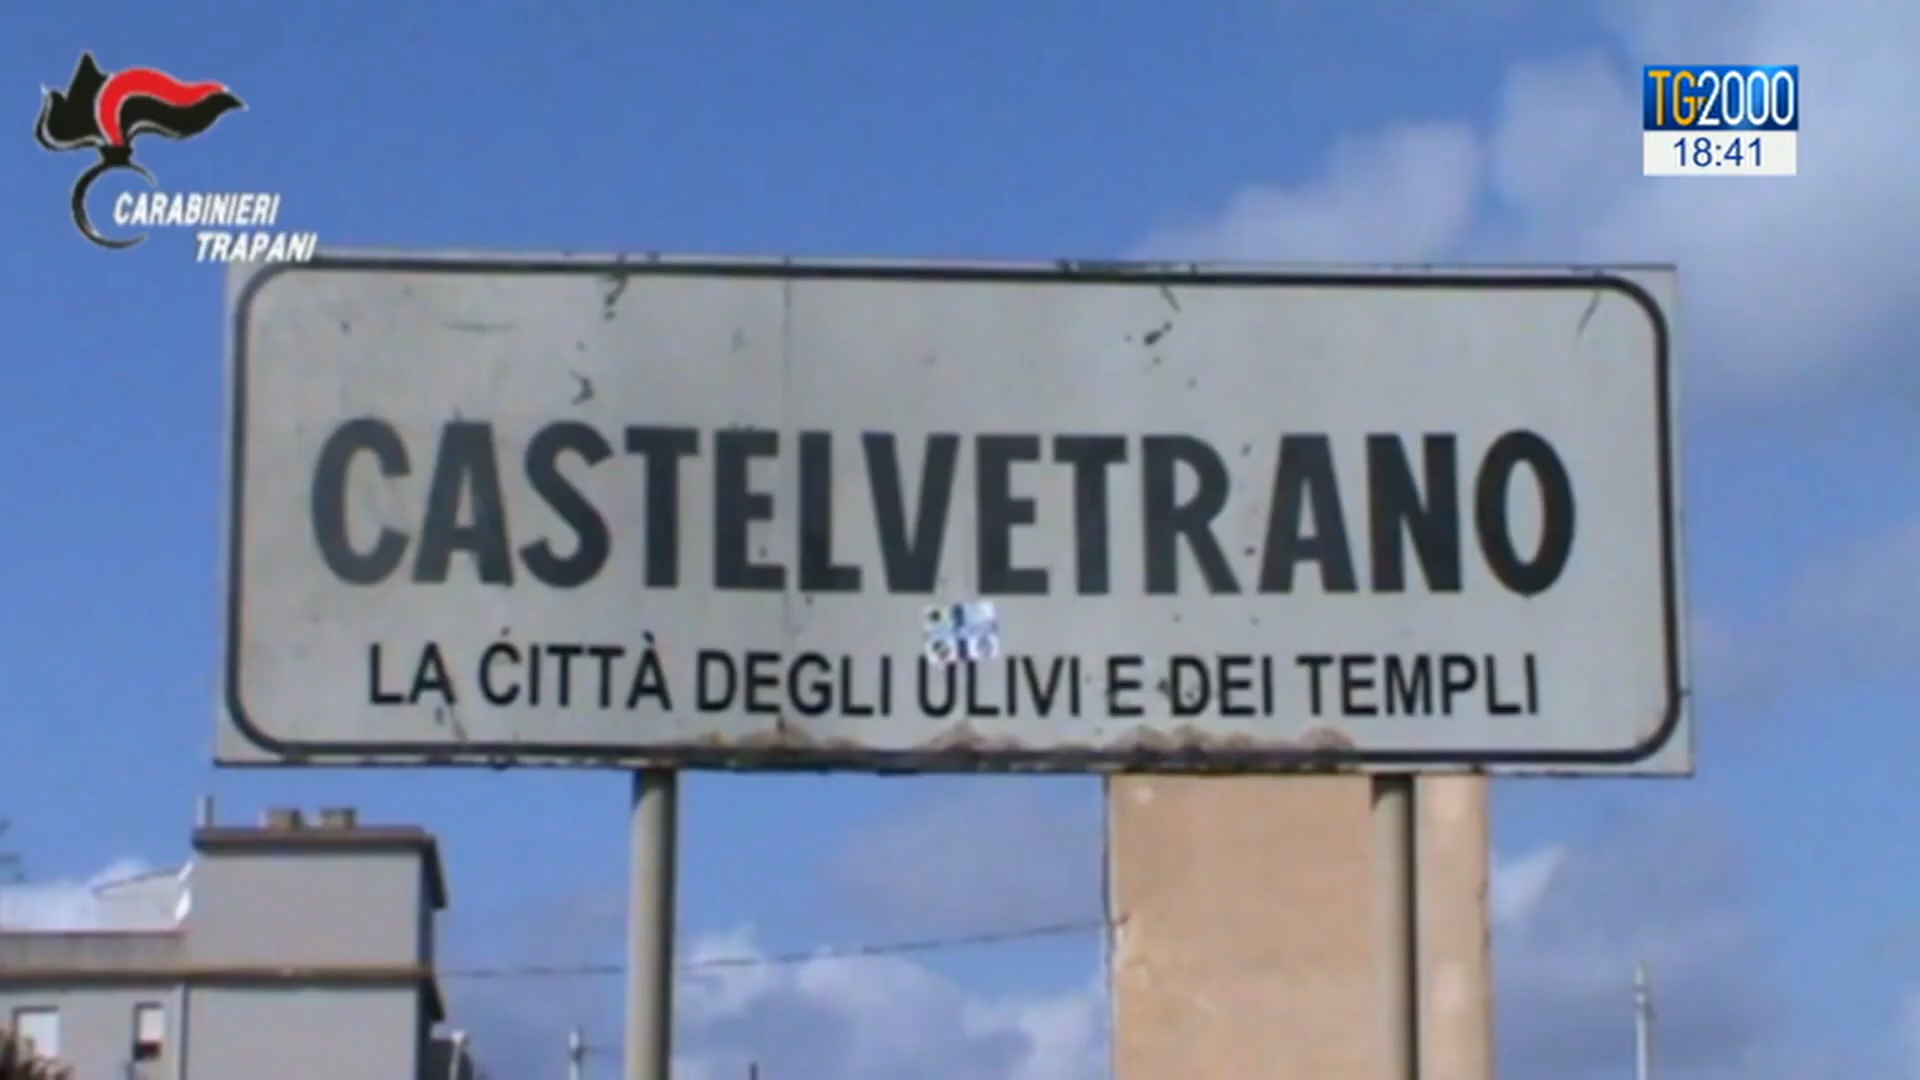 CARABINIERI
TRAPANI
TG2000
18:41
CASTELVETRANO
LA CITTÀ DEGLI ULIVI E DEI TEMPLI